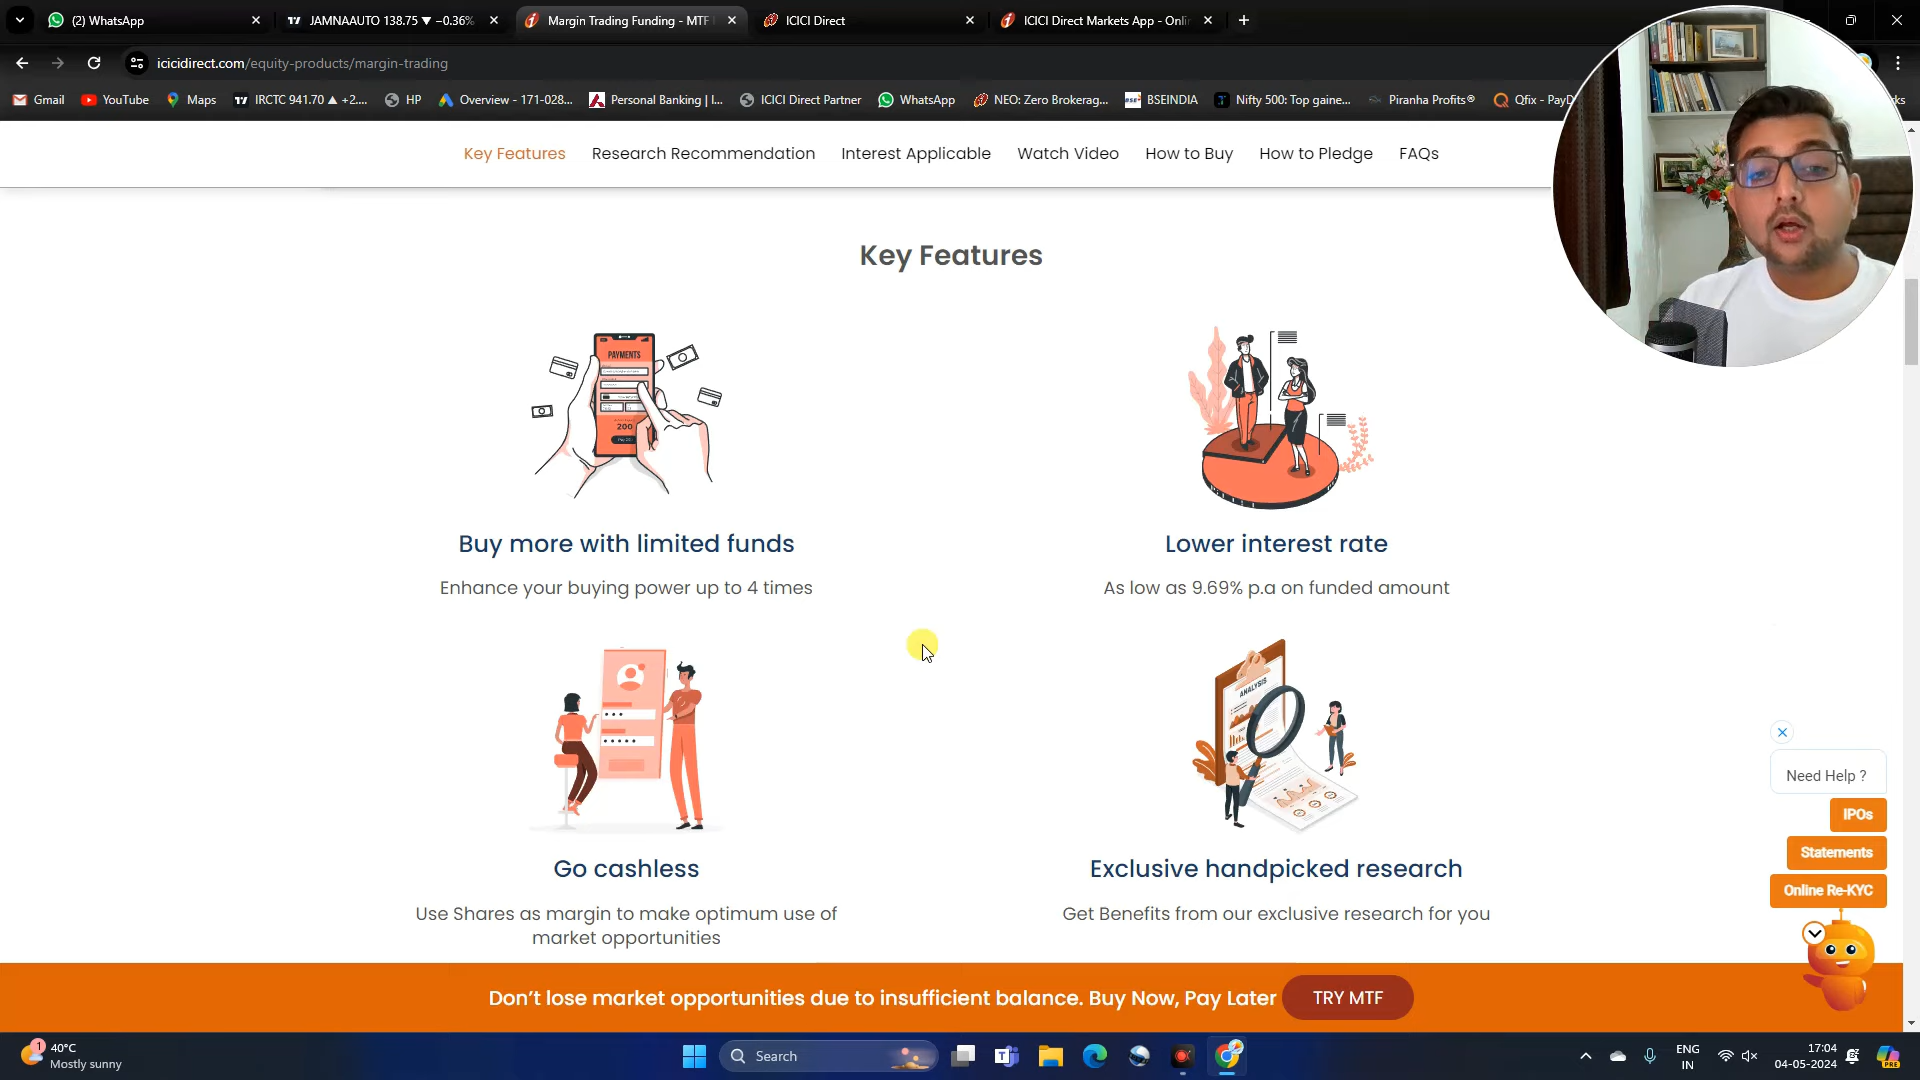 (2) WhatsApp
JAMNAAUTO 138.75 ▼ −0.36%
Margin Trading Funding - MTF
ICICI Direct
ICICI Direct Markets App - Onli
icicidirect.com/equity-products/margin-trading
Gmail
YouTube
Maps
IRCTC 941.70 ▲ +2....
HP
Overview - 171-028...
Personal Banking | I...
ICICI Direct Partner
WhatsApp
NEO: Zero Brokerag...
BSEINDIA
Nifty 500: Top gaine...
Piranha Profits®
Qfix - PayD
Key Features
Research Recommendation
Interest Applicable
Watch Video
How to Buy
How to Pledge
FAQs
Key Features
PAYMENTS
200
Buy more with limited funds
Enhance your buying power up to 4 times
Lower interest rate
As low as 9.69% p.a on funded amount
ANALYSIS
Go cashless
Use Shares as margin to make optimum use of
market opportunities
Exclusive handpicked research
Get Benefits from our exclusive research for you
Need Help ?
IPOs
Statements
Online Re-KYC
Don't lose market opportunities due to insufficient balance. Buy Now, Pay Later
TRY MTF
1
40°C
Mostly sunny
Search
ENG
IN
17:04
04-05-2024
PRE